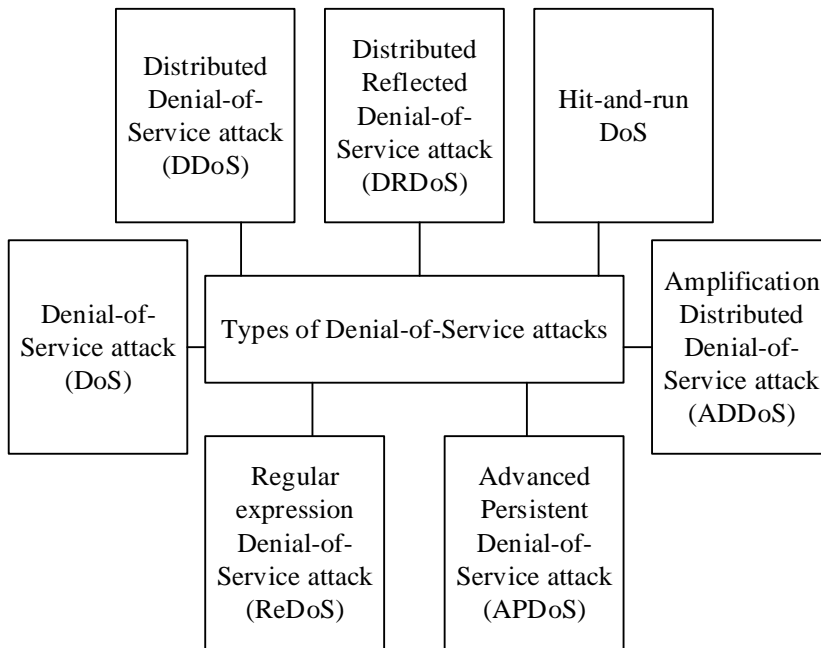 Distributed
Denial-of-
Service attack
(DDoS)
Distributed
Reflected
Denial-of-
Service attack
(DRDoS)
Hit-and-run
DoS
Denial-of-
Service attack
(DoS)
Types of Denial-of-Service attacks
Amplification
Distributed
Denial-of-
Service attack
(ADDoS)
Regular
expression
Denial-of-
Service attack
(ReDoS)
Advanced
Persistent
Denial-of-
Service attack
(APDoS)